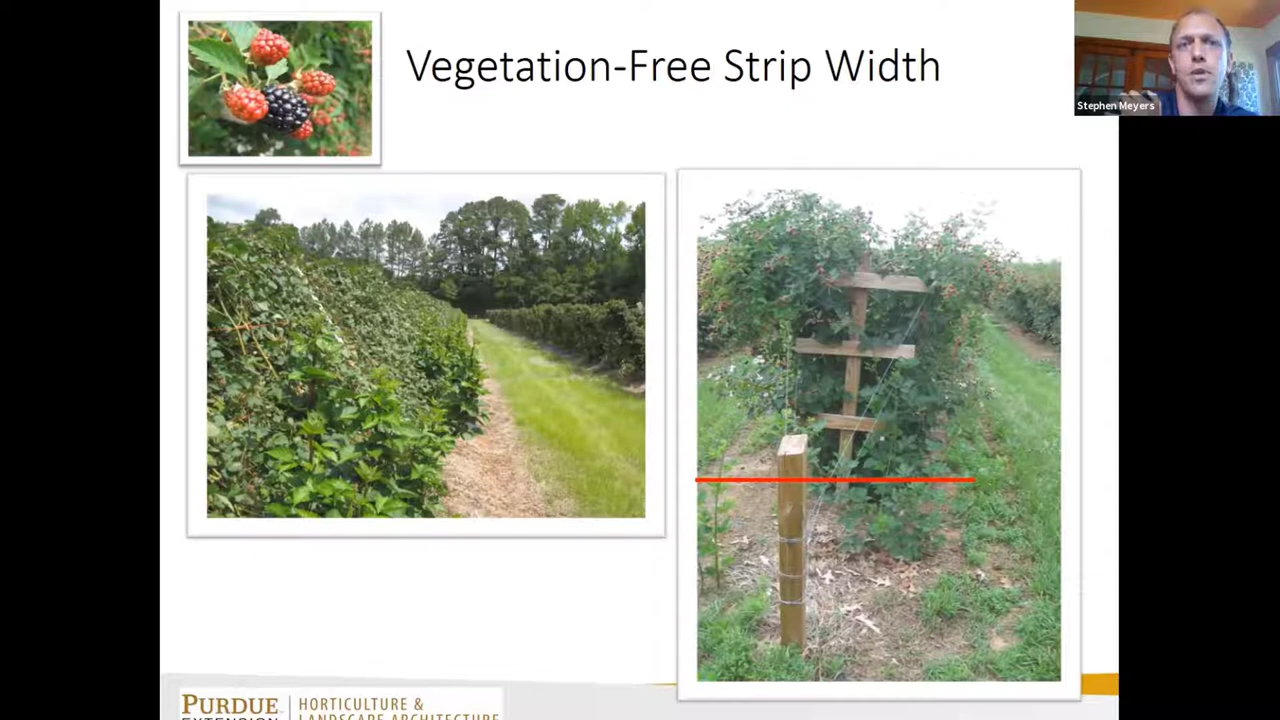 Vegetation-Free Strip Width
Stephen Meyers
PURDUE
EXTENSION
HORTICULTURE &
LANDSCAPE ARCHITECTURE